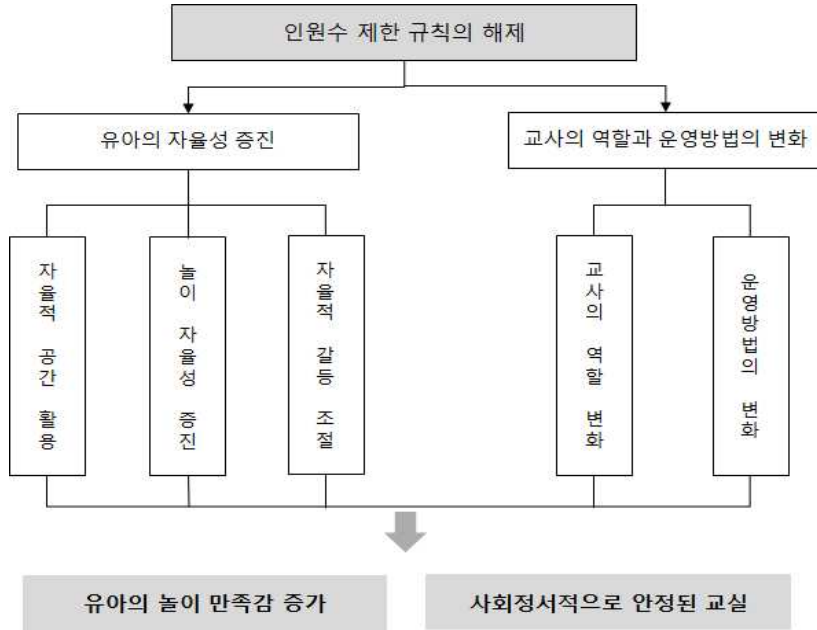 인원수 제한 규칙의 해제
유아의 자율성 증진
교사의 역할과 운영방법의 변화
자율적 공간 활용
놀이 자율성 증진
자율적 갈등 조절
교사의 역할 변화
운영방법의 변화
유아의 놀이 만족감 증가
사회정서적으로 안정된 교실